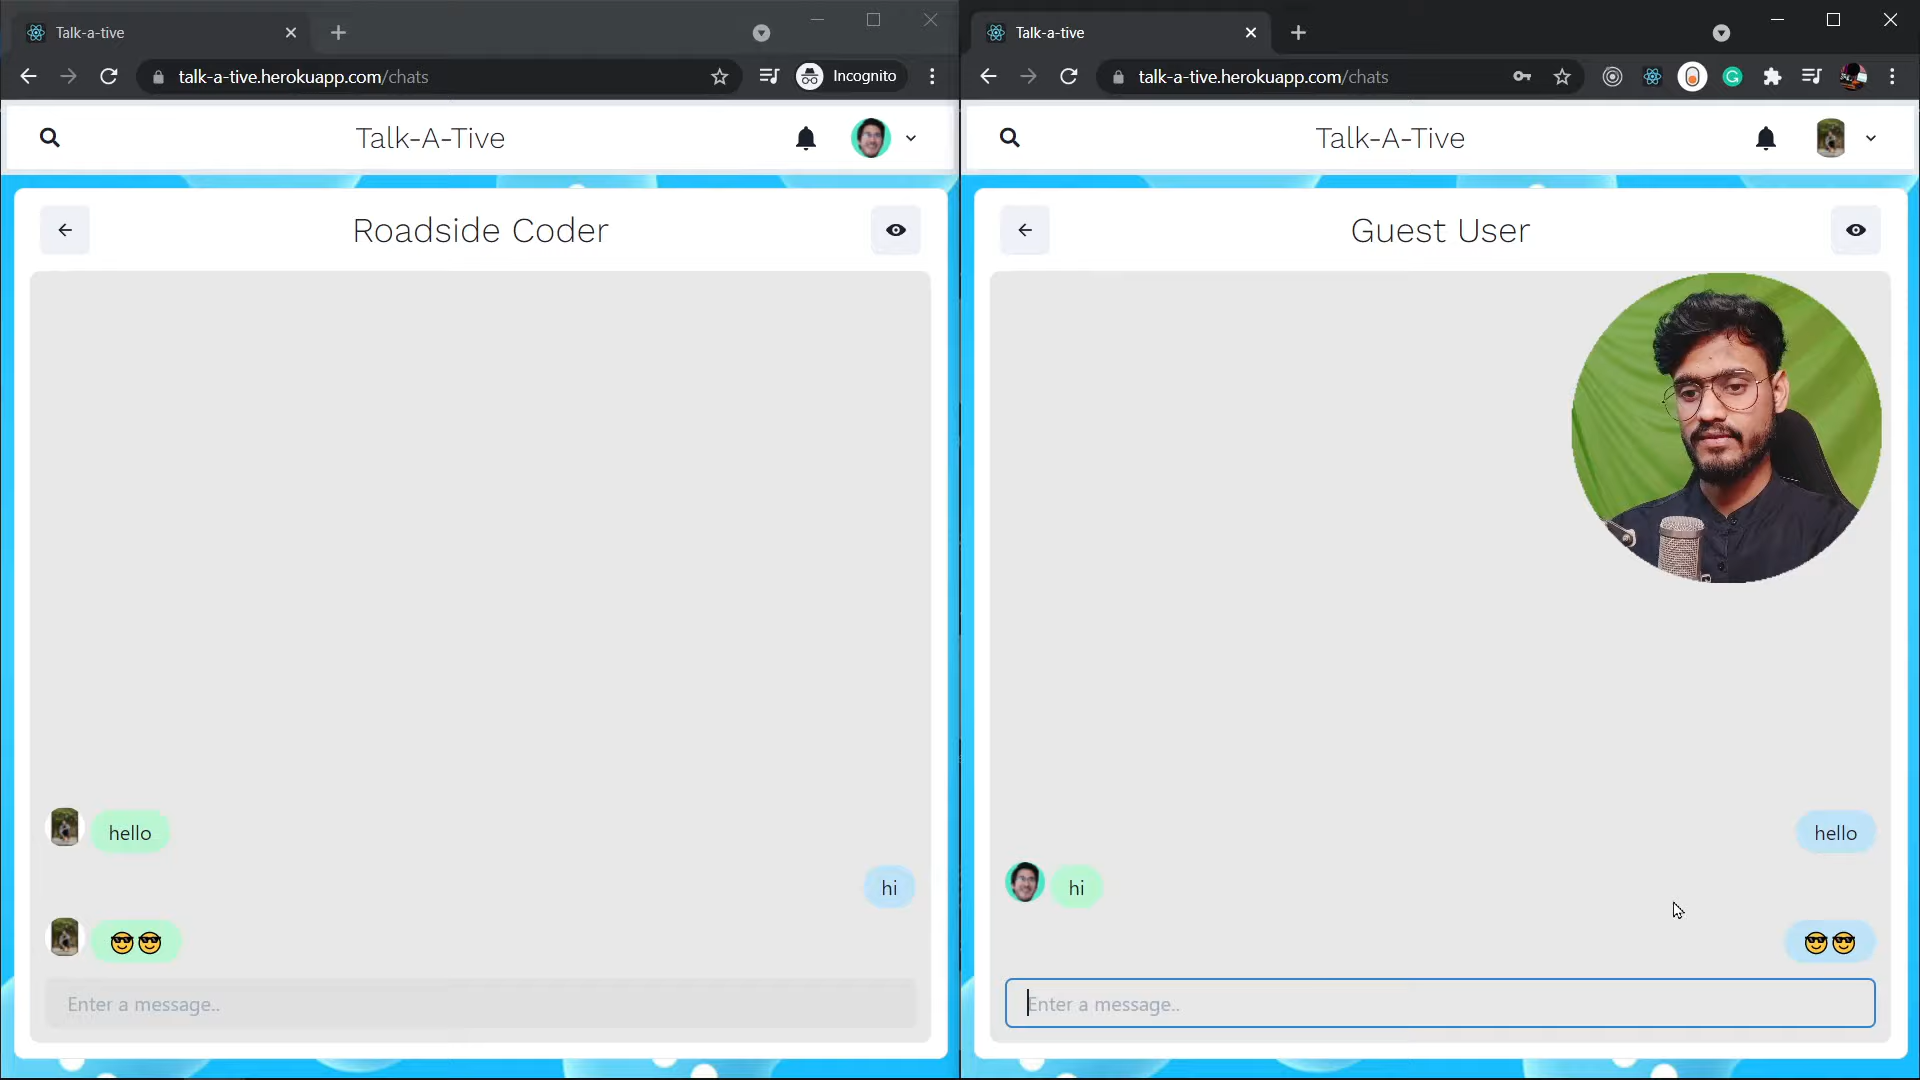 Talk-a-tive
talk-a-tive.herokuapp.com/chats
Incognito
Talk-A-Tive
Roadside Coder
hello
hi
😎😎
Enter a message..
Talk-a-tive
talk-a-tive.herokuapp.com/chats
Talk-A-Tive
Guest User
hello
hi
😎😎
Enter a message..